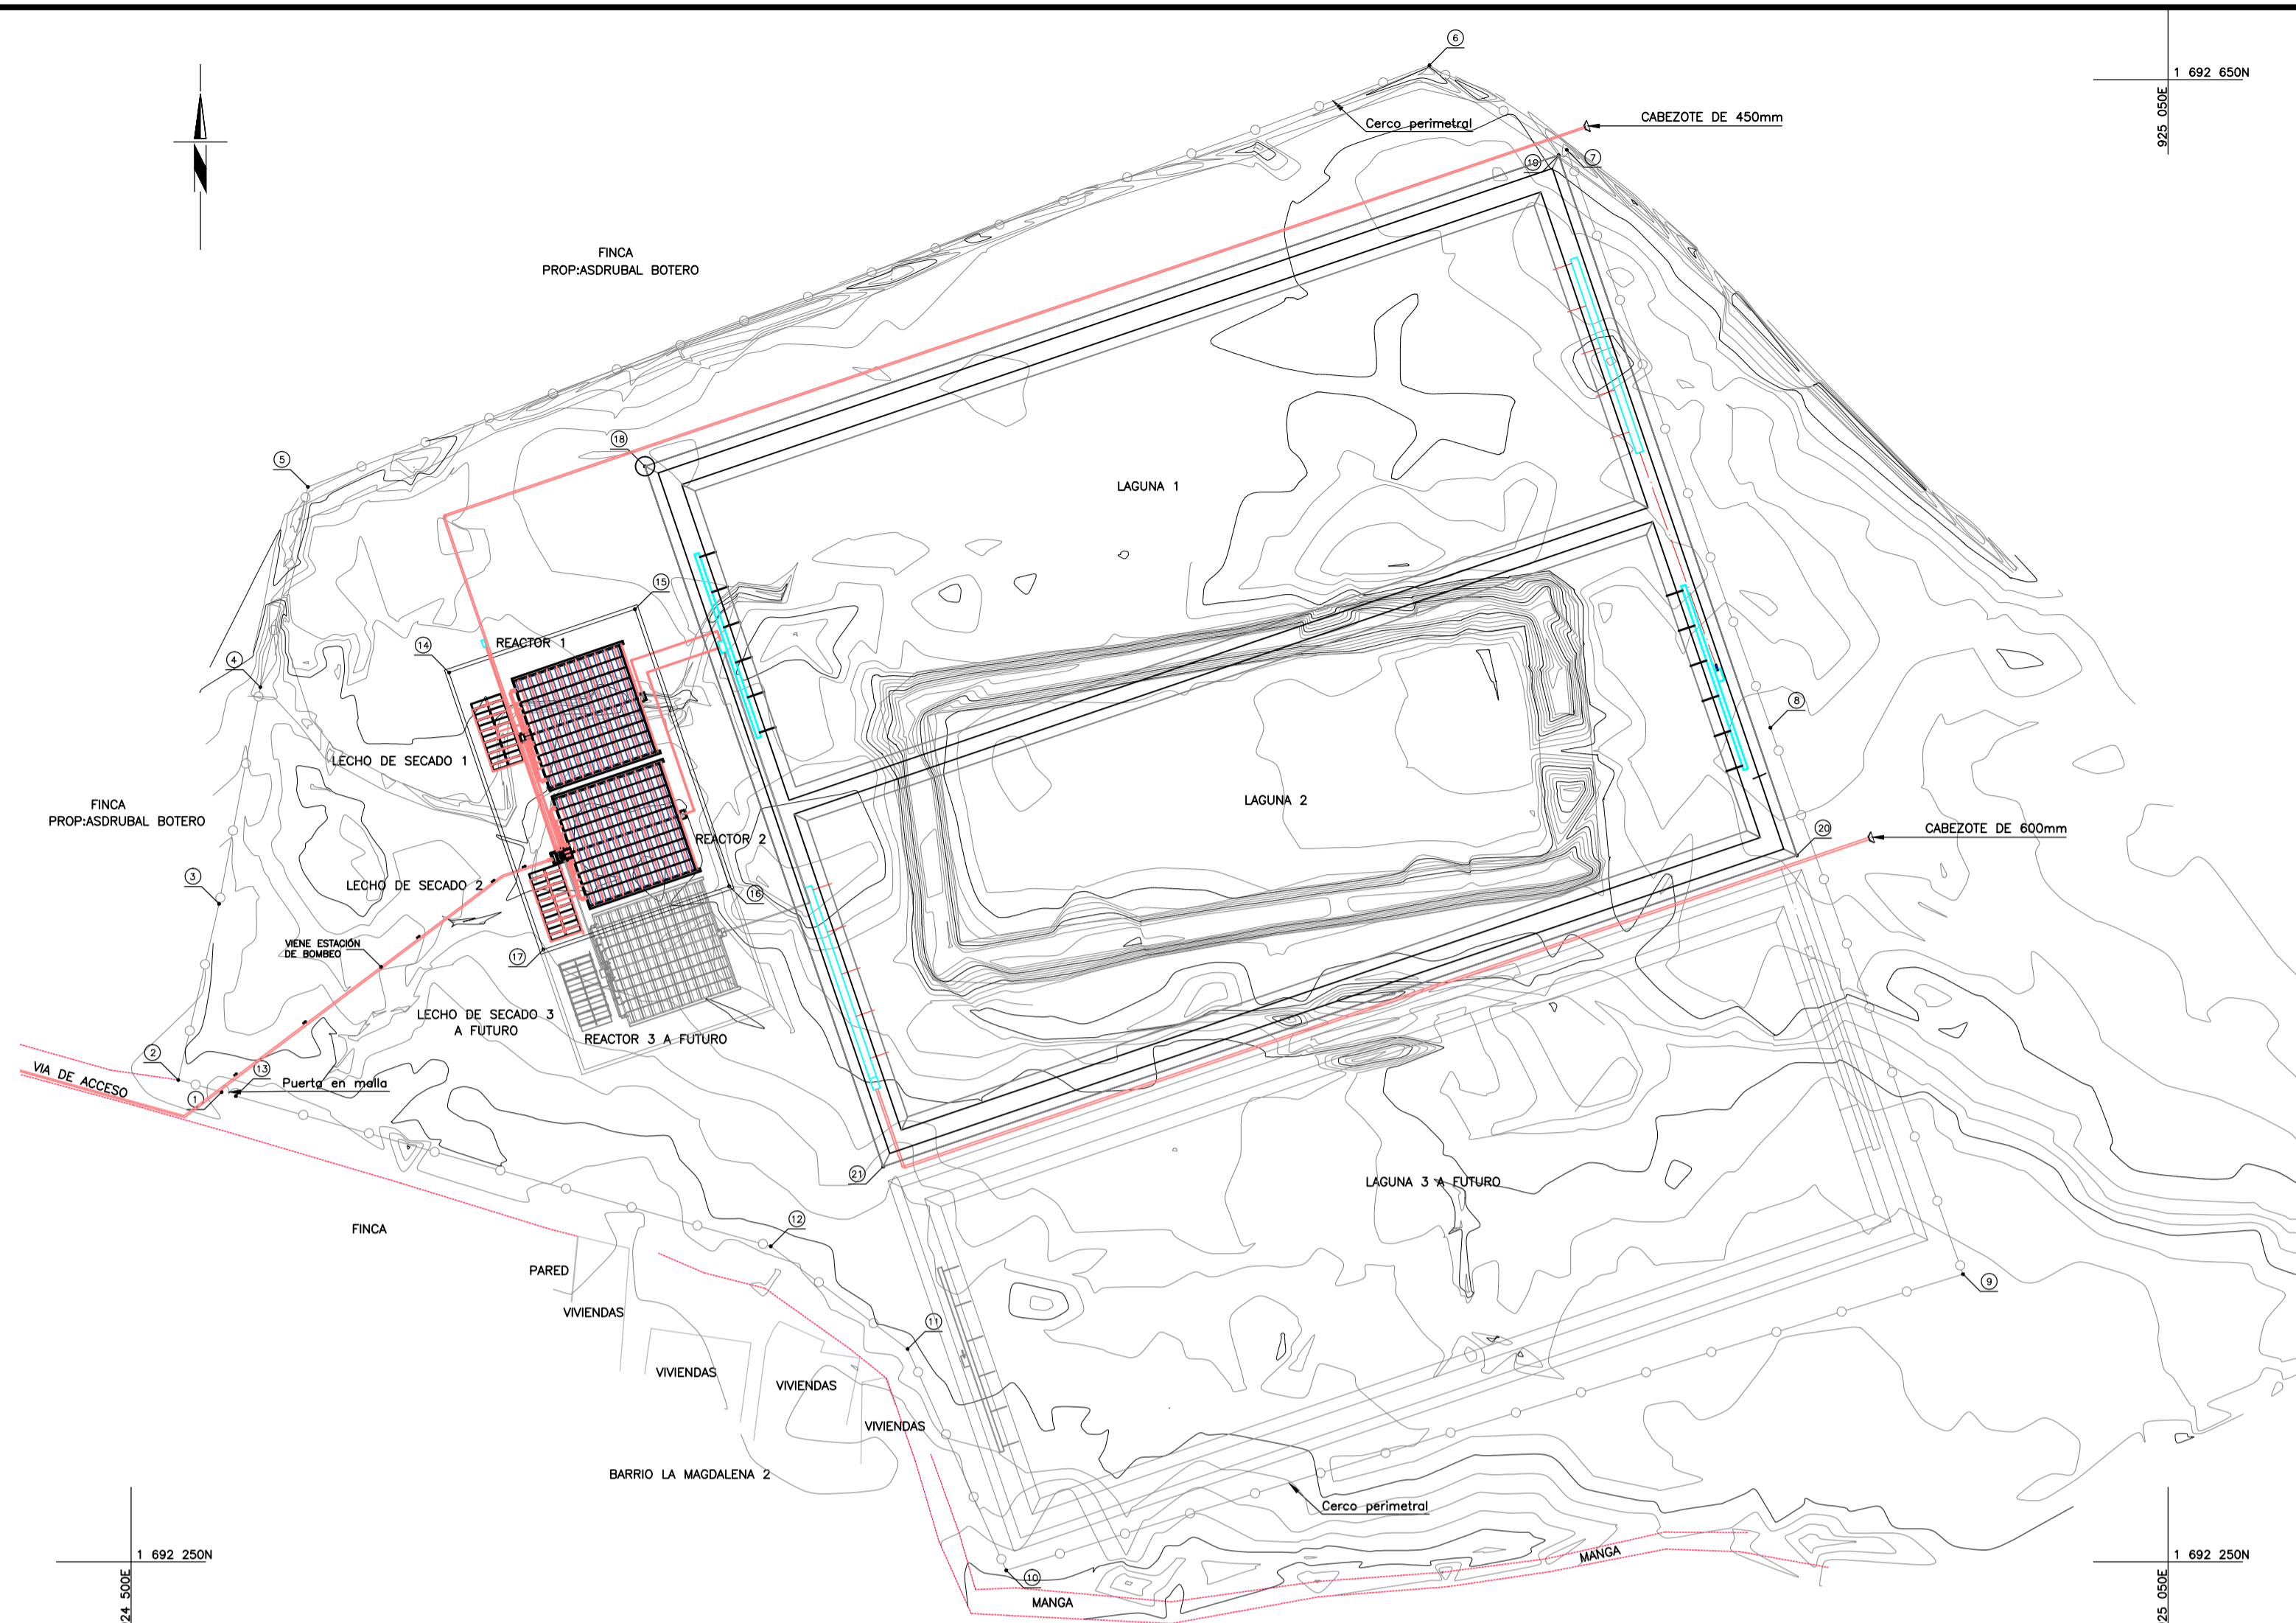 6
1 692 650N
925 050E
CABEZOTE DE 450mm
Cerco perimetral
7
19
FINCA
PROP:ASDRUBAL BOTERO
18
5
LAGUNA 1
15
14
REACTOR 1
4
8
LECHO DE SECADO 1
LAGUNA 2
FINCA
PROP:ASDRUBAL BOTERO
20
CABEZOTE DE 600mm
REACTOR 2
3
LECHO DE SECADO 2
16
VIENE ESTACIÓN
DE BOMBEO
17
LECHO DE SECADO 3
A FUTURO
REACTOR 3 A FUTURO
2
VIA DE ACCESO
13
Puerta en malla
1
21
LAGUNA 3 A FUTURO
12
FINCA
PARED
9
VIVIENDAS
11
VIVIENDAS
VIVIENDAS
VIVIENDAS
BARRIO LA MAGDALENA 2
Cerco perimetral
1 692 250N
24 500E
MANGA
10
MANGA
1 692 250N
25 050E